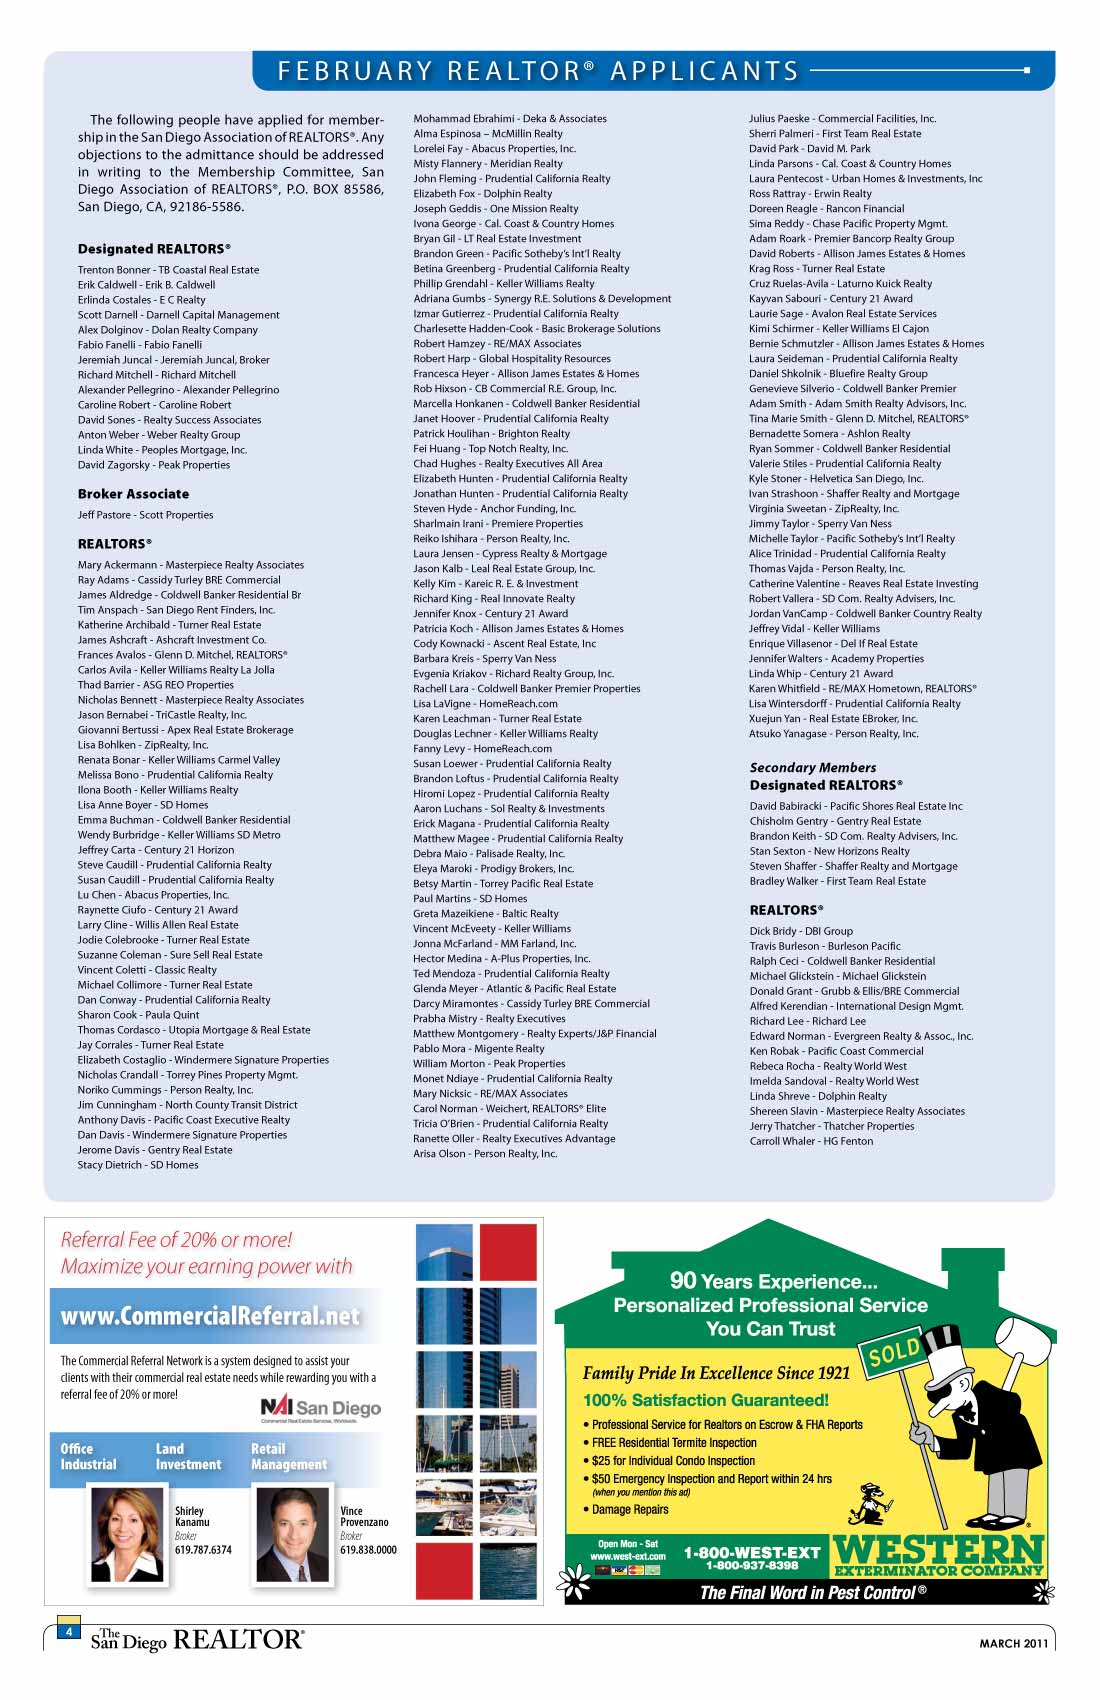 FEBRUARY REALTOR® APPLICANTS
The following people have applied for member-
ship in the San Diego Association of REALTORS®. Any
objections to the admittance should be addressed
in writing to the Membership Committee, San
Diego Association of REALTORS®, P.O. BOX 85586,
San Diego, CA, 92186-5586.
Designated REALTORS®
Trenton Bonner - TB Coastal Real Estate
Erik Caldwell - Erik B. Caldwell
Erlinda Costales - E C Realty
Scott Darnell - Darnell Capital Management
Alex Dolginov - Dolan Realty Company
Fabio Fanelli - Fabio Fanelli
Jeremiah Juncal - Jeremiah Juncal, Broker
Richard Mitchell - Richard Mitchell
Alexander Pellegrino - Alexander Pellegrino
Caroline Robert - Caroline Robert
David Sones - Realty Success Associates
Anton Weber - Weber Realty Group
Linda White - Peoples Mortgage, Inc.
David Zagorsky - Peak Properties
Broker Associate
Jeff Pastore - Scott Properties
REALTORS®
Mary Ackermann - Masterpiece Realty Associates
Ray Adams - Cassidy Turley BRE Commercial
James Aldredge - Coldwell Banker Residential Br
Tim Anspach - San Diego Rent Finders, Inc.
Katherine Archibald - Turner Real Estate
James Ashcraft - Ashcraft Investment Co.
Frances Avalos - Glenn D. Mitchel, REALTORS®
Carlos Avila - Keller Williams Realty La Jolla
Thad Barrier - ASG REO Properties
Nicholas Bennett - Masterpiece Realty Associates
Jason Bernabei - TriCastle Realty, Inc.
Giovanni Bertussi - Apex Real Estate Brokerage
Lisa Bohlken - ZipRealty, Inc.
Renata Bonar - Keller Williams Carmel Valley
Melissa Bono - Prudential California Realty
Ilona Booth - Keller Williams Realty
Lisa Anne Boyer - SD Homes
Emma Buchman - Coldwell Banker Residential
Wendy Burbridge - Keller Williams SD Metro
Jeffrey Carta - Century 21 Horizon
Steve Caudill - Prudential California Realty
Susan Caudill - Prudential California Realty
Lu Chen - Abacus Properties, Inc.
Raynette Ciufo - Century 21 Award
Larry Cline - Willis Allen Real Estate
Jodie Colebrooke - Turner Real Estate
Suzanne Coleman - Sure Sell Real Estate
Vincent Coletti - Classic Realty
Michael Collimore - Turner Real Estate
Dan Conway - Prudential California Realty
Sharon Cook - Paula Quint
Thomas Cordasco - Utopia Mortgage & Real Estate
Jay Corrales - Turner Real Estate
Elizabeth Costaglio - Windermere Signature Properties
Nicholas Crandall - Torrey Pines Property Mgmt.
Noriko Cummings - Person Realty, Inc.
Jim Cunningham - North County Transit District
Anthony Davis - Pacific Coast Executive Realty
Dan Davis - Windermere Signature Properties
Jerome Davis - Gentry Real Estate
Stacy Dietrich - SD Homes
Mohammad Ebrahimi - Deka & Associates
Alma Espinosa – McMillin Realty
Lorelei Fay - Abacus Properties, Inc.
Misty Flannery - Meridian Realty
John Fleming - Prudential California Realty
Elizabeth Fox - Dolphin Realty
Joseph Geddis - One Mission Realty
Ivona George - Cal. Coast & Country Homes
Bryan Gil - LT Real Estate Investment
Brandon Green - Pacific Sotheby's Int'l Realty
Betina Greenberg - Prudential California Realty
Phillip Grendahl - Keller Williams Realty
Adriana Gumbs - Synergy R.E. Solutions & Development
Izmar Gutierrez - Prudential California Realty
Charlesette Hadden-Cook - Basic Brokerage Solutions
Robert Hamzey - RE/MAX Associates
Robert Harp - Global Hospitality Resources
Francesca Heyer - Allison James Estates & Homes
Rob Hixson - CB Commercial R.E. Group, Inc.
Marcella Honkanen - Coldwell Banker Residential
Janet Hoover - Prudential California Realty
Patrick Houlihan - Brighton Realty
Fei Huang - Top Notch Realty, Inc.
Chad Hughes - Realty Executives All Area
Elizabeth Hunten - Prudential California Realty
Jonathan Hunten - Prudential California Realty
Steven Hyde - Anchor Funding, Inc.
Sharlmain Irani - Premiere Properties
Reiko Ishihara - Person Realty, Inc.
Laura Jensen - Cypress Realty & Mortgage
Jason Kalb - Leal Real Estate Group, Inc.
Kelly Kim - Kareic R. E. & Investment
Richard King - Real Innovate Realty
Jennifer Knox - Century 21 Award
Patricia Koch - Allison James Estates & Homes
Cody Kownacki - Ascent Real Estate, Inc
Barbara Kreis - Sperry Van Ness
Evgenia Kriakov - Richard Realty Group, Inc.
Rachell Lara - Coldwell Banker Premier Properties
Lisa LaVigne - HomeReach.com
Karen Leachman - Turner Real Estate
Douglas Lechner - Keller Williams Realty
Fanny Levy - HomeReach.com
Susan Loewer - Prudential California Realty
Brandon Loftus - Prudential California Realty
Hiromi Lopez - Prudential California Realty
Aaron Luchans - Sol Realty & Investments
Erick Magana - Prudential California Realty
Matthew Magee - Prudential California Realty
Debra Maio - Palisade Realty, Inc.
Eleya Maroki - Prodigy Brokers, Inc.
Betsy Martin - Torrey Pacific Real Estate
Paul Martins - SD Homes
Greta Mazeikiene - Baltic Realty
Vincent McEveety - Keller Williams
Jonna McFarland - MM Farland, Inc.
Hector Medina - A-Plus Properties, Inc.
Ted Mendoza - Prudential California Realty
Glenda Meyer - Atlantic & Pacific Real Estate
Darcy Miramontes - Cassidy Turley BRE Commercial
Prabha Mistry - Realty Executives
Matthew Montgomery - Realty Experts/J&P Financial
Pablo Mora - Migente Realty
William Morton - Peak Properties
Monet Ndiaye - Prudential California Realty
Mary Nicksic - RE/MAX Associates
Carol Norman - Weichert, REALTORS® Elite
Tricia O'Brien - Prudential California Realty
Ranette Oller - Realty Executives Advantage
Arisa Olson - Person Realty, Inc.
Julius Paeske - Commercial Facilities, Inc.
Sherri Palmeri - First Team Real Estate
David Park - David M. Park
Linda Parsons - Cal. Coast & Country Homes
Laura Pentecost - Urban Homes & Investments, Inc
Ross Rattray - Erwin Realty
Doreen Reagle - Rancon Financial
Sima Reddy - Chase Pacific Property Mgmt.
Adam Roark - Premier Bancorp Realty Group
David Roberts - Allison James Estates & Homes
Krag Ross - Turner Real Estate
Cruz Ruelas-Avila - Laturno Kuick Realty
Kayvan Sabouri - Century 21 Award
Laurie Sage - Avalon Real Estate Services
Kimi Schirmer - Keller Williams El Cajon
Bernie Schmutzler - Allison James Estates & Homes
Laura Seideman - Prudential California Realty
Daniel Shkolnik - Bluefire Realty Group
Genevieve Silverio - Coldwell Banker Premier
Adam Smith - Adam Smith Realty Advisors, Inc.
Tina Marie Smith - Glenn D. Mitchel, REALTORS®
Bernadette Somera - Ashlon Realty
Ryan Sommer - Coldwell Banker Residential
Valerie Stiles - Prudential California Realty
Kyle Stoner - Helvetica San Diego, Inc.
Ivan Strashoon - Shaffer Realty and Mortgage
Virginia Sweetan - ZipRealty, Inc.
Jimmy Taylor - Sperry Van Ness
Michelle Taylor - Pacific Sotheby's Int'l Realty
Alice Trinidad - Prudential California Realty
Thomas Vajda - Person Realty, Inc.
Catherine Valentine - Reaves Real Estate Investing
Robert Vallera - SD Com. Realty Advisers, Inc.
Jordan VanCamp - Coldwell Banker Country Realty
Jeffrey Vidal - Keller Williams
Enrique Villasenor - Del If Real Estate
Jennifer Walters - Academy Properties
Linda Whip - Century 21 Award
Karen Whitfield - RE/MAX Hometown, REALTORS®
Lisa Wintersdorff - Prudential California Realty
Xuejun Yan - Real Estate EBroker, Inc.
Atsuko Yanagase - Person Realty, Inc.
Secondary Members
Designated REALTORS®
David Babiracki - Pacific Shores Real Estate Inc
Chisholm Gentry - Gentry Real Estate
Brandon Keith - SD Com. Realty Advisers, Inc.
Stan Sexton - New Horizons Realty
Steven Shaffer - Shaffer Realty and Mortgage
Bradley Walker - First Team Real Estate
REALTORS®
Dick Bridy - DBI Group
Travis Burleson - Burleson Pacific
Ralph Ceci - Coldwell Banker Residential
Michael Glickstein - Michael Glickstein
Donald Grant - Grubb & Ellis/BRE Commercial
Alfred Kerendian - International Design Mgmt.
Richard Lee - Richard Lee
Edward Norman - Evergreen Realty & Assoc., Inc.
Ken Robak - Pacific Coast Commercial
Rebeca Rocha - Realty World West
Imelda Sandoval - Realty World West
Linda Shreve - Dolphin Realty
Shereen Slavin - Masterpiece Realty Associates
Jerry Thatcher - Thatcher Properties
Carroll Whaler - HG Fenton
Referral Fee of 20% or more!
Maximize your earning power with
www.CommercialReferral.net
The Commercial Referral Network is a system designed to assist your
clients with their commercial real estate needs while rewarding you with a
referral fee of 20% or more!
NAI San Diego
Commercial Real Estate Services, Worldwide.
Office Land Retail
Industrial Investment Management
Shirley
Kanamu
Broker
619.787.6374
Vince
Provenzano
Broker
619.838.0000
90 Years Experience...
Personalized Professional Service
You Can Trust
SOLD
Family Pride In Excellence Since 1921
100% Satisfaction Guaranteed!
• Professional Service for Realtors on Escrow & FHA Reports
• FREE Residential Termite Inspection
• $25 for Individual Condo Inspection
• $50 Emergency Inspection and Report within 24 hrs
(when you mention this ad)
• Damage Repairs
Open Mon - Sat
www.west-ext.com
1-800-WEST-EXT
1-800-937-8398
WESTERN
EXTERMINATOR COMPANY
The Final Word in Pest Control®
4
The San Diego REALTOR®
MARCH 2011